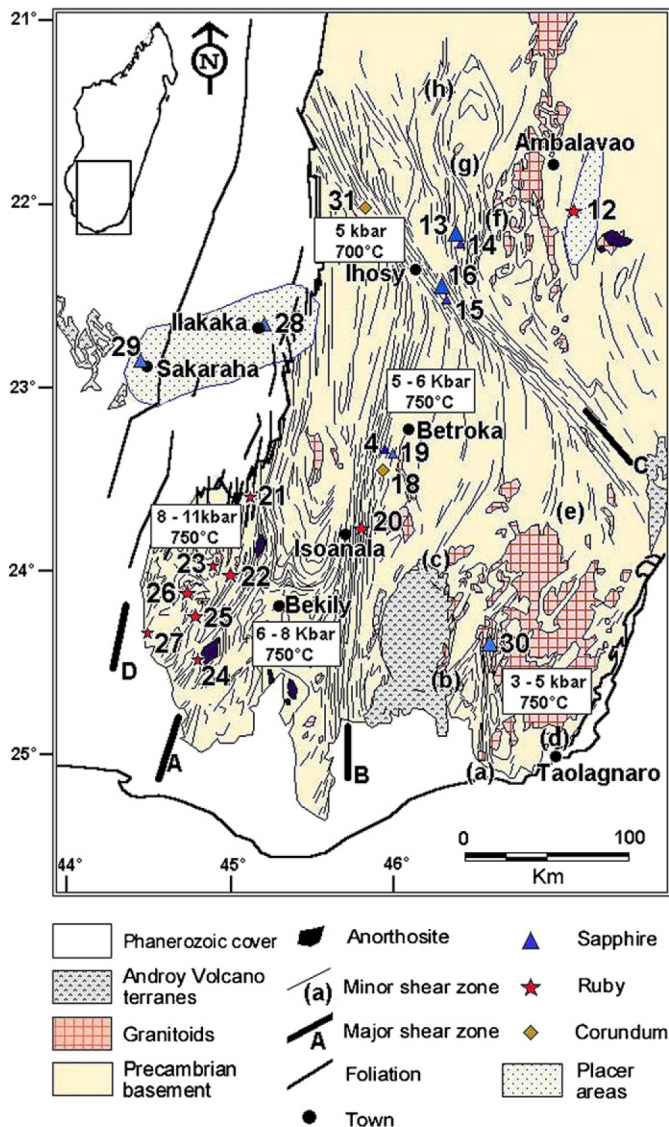 21°
N
(h)
Ambalavao
(g)
22°
31
13
(f)
12
14
5 kbar
700°C
16
Ihosy
15
Ilakaka
28
29
Sakaraha
23°
5 - 6 Kbar
750°C
Betroka
4
19
C
18
21
20
(e)
8 - 11kbar
750°C
Isoanala
23
22
(c)
24°
26
Bekily
25
6 - 8 Kbar
750°C
27
30
24
D
(b)
3 - 5 kbar
750°C
(d)
25°
A
B
(a)
Taolagnaro
0
100
Km
44°
45°
46°
Phanerozoic cover
Anorthosite
Sapphire
Androy Volcano
terranes
(a)
Minor shear zone
Ruby
Granitoids
A
Major shear zone
Corundum
Precambrian
basement
Foliation
Placer
areas
Town